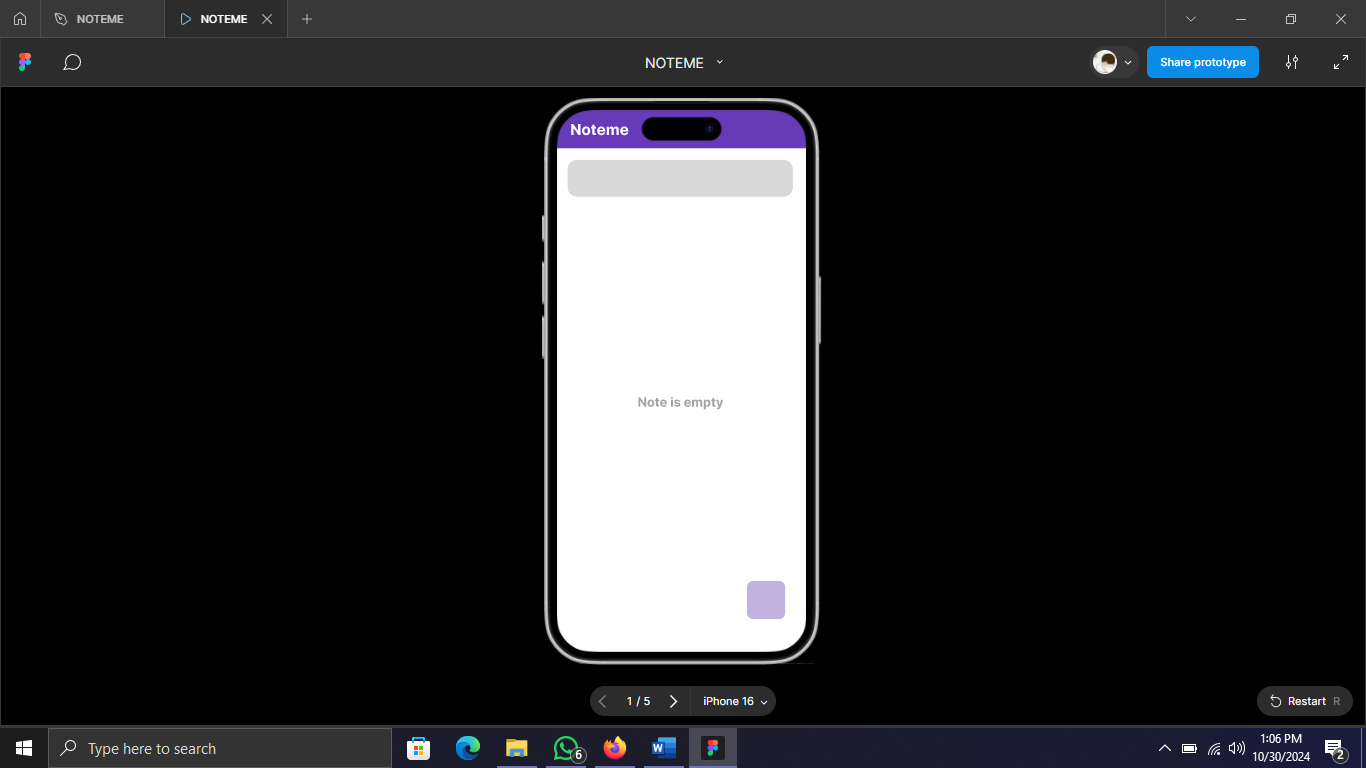 NOTEME
NOTEME
NOTEME
Share prototype
Noteme
Note is empty
1 / 5
iPhone 16
Restart R
Type here to search
6
W
1:06 PM
10/30/2024
2